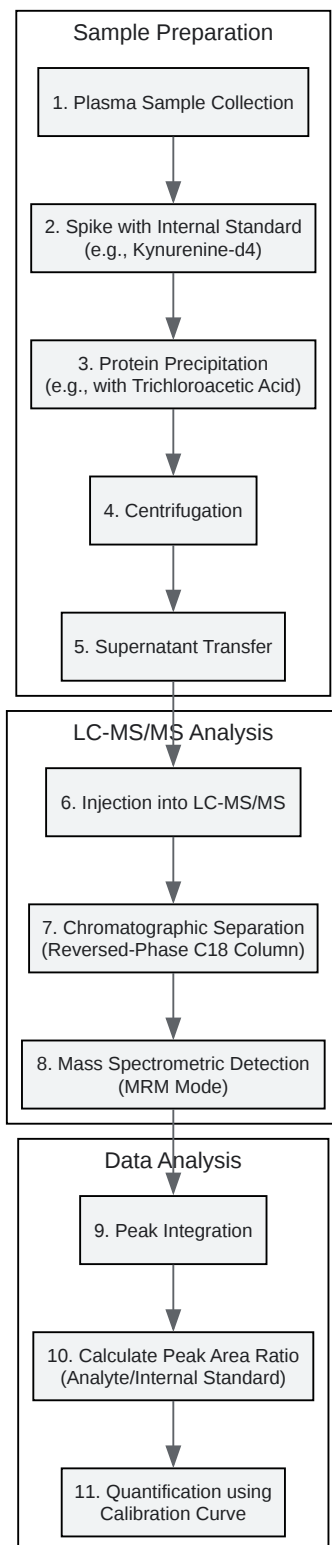 Sample Preparation
1. Plasma Sample Collection
2. Spike with Internal Standard
(e.g., Kynurenine-d4)
3. Protein Precipitation
(e.g., with Trichloroacetic Acid)
4. Centrifugation
5. Supernatant Transfer
LC-MS/MS Analysis
6. Injection into LC-MS/MS
7. Chromatographic Separation
(Reversed-Phase C18 Column)
8. Mass Spectrometric Detection
(MRM Mode)
Data Analysis
9. Peak Integration
10. Calculate Peak Area Ratio
(Analyte/Internal Standard)
11. Quantification using
Calibration Curve